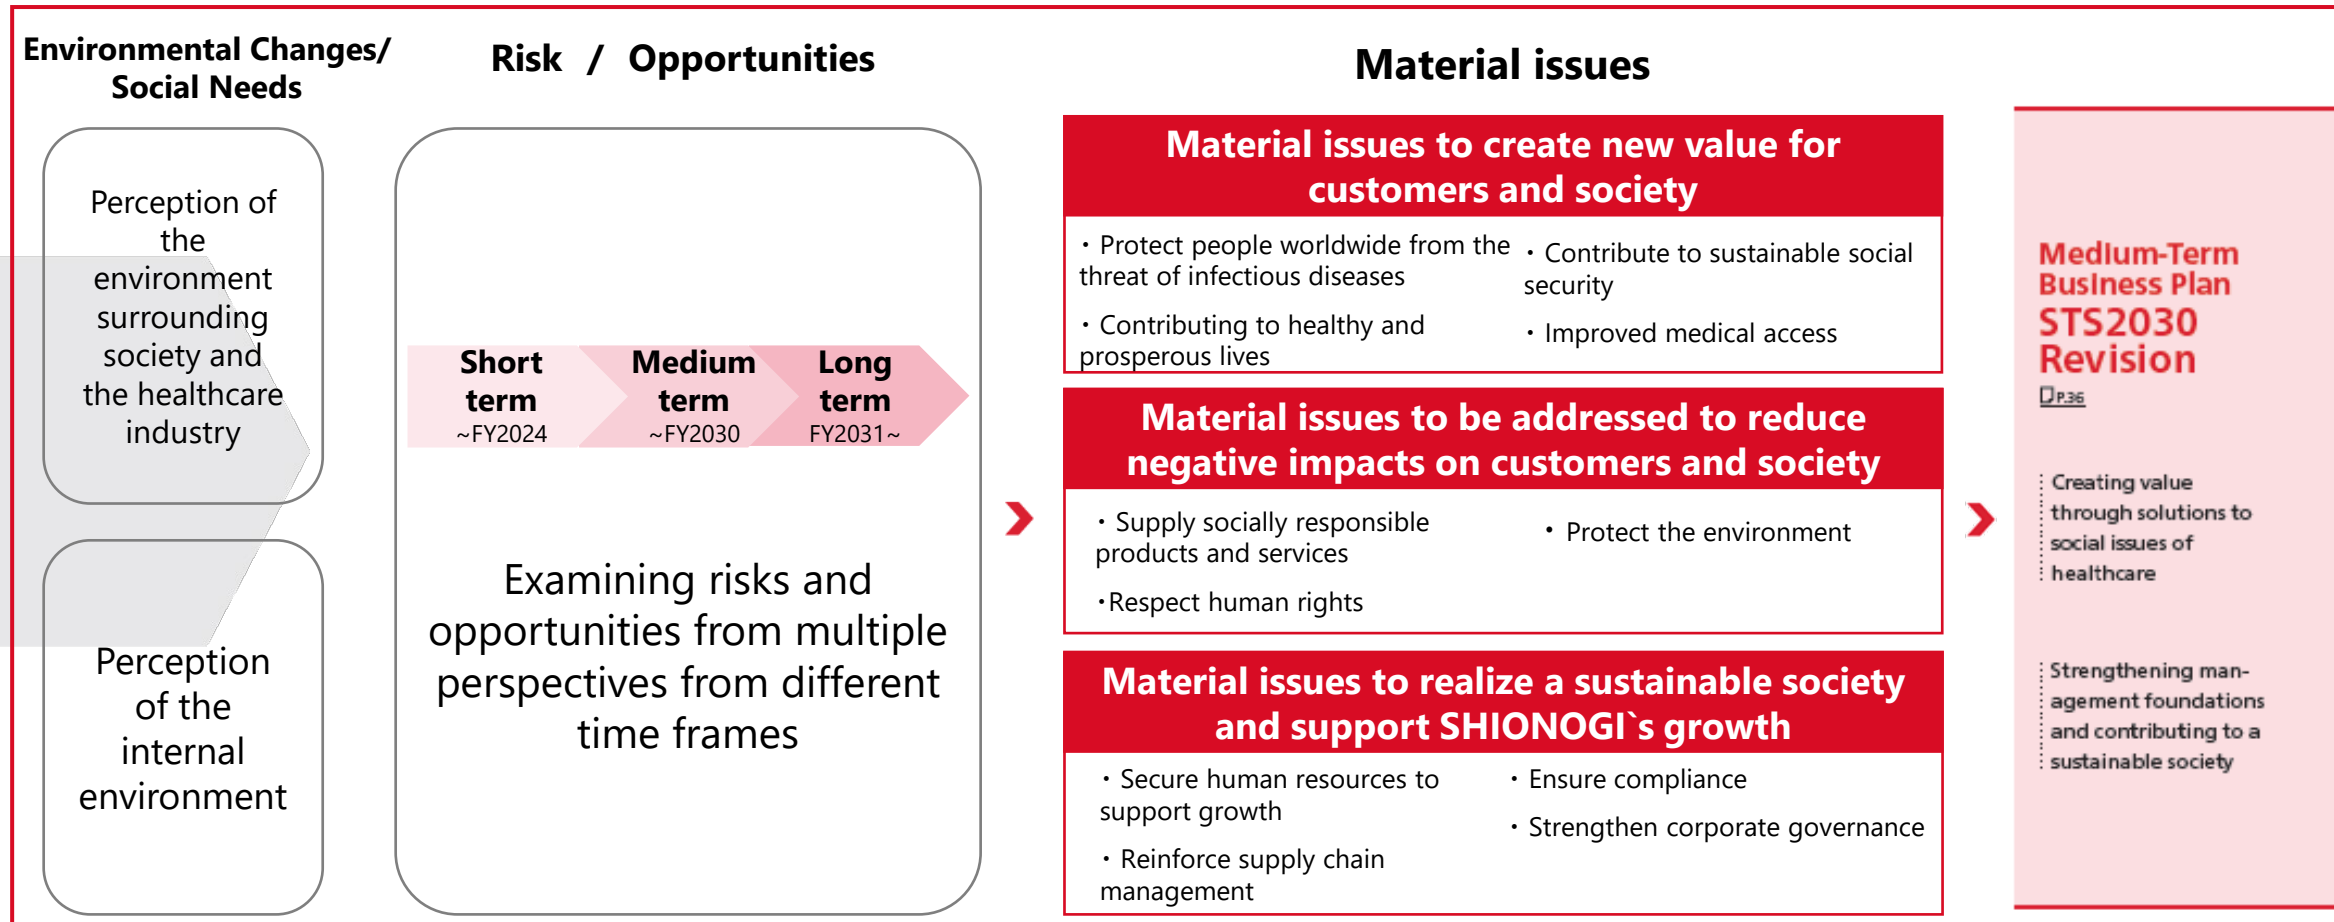 Environmental Changes/
Social Needs
Perception of
the
environment
surrounding
society and
the healthcare
industry
Perception
of the
internal
environment
Risk / Opportunities
Short
term
~FY2024
Medium
term
~FY2030
Long
term
FY2031~
Examining risks and
opportunities from multiple
perspectives from different
time frames
Material issues
Material issues to create new value for
customers and society
・Protect people worldwide from the
threat of infectious diseases
・Contributing to healthy and
prosperous lives
・Contribute to sustainable social
security
・Improved medical access
Material issues to be addressed to reduce
negative impacts on customers and society
・Supply socially responsible
products and services
・Respect human rights
・Protect the environment
Material issues to realize a sustainable society
and support SHIONOGI`s growth
・Secure human resources to
support growth
・Reinforce supply chain
management
・Ensure compliance
・Strengthen corporate governance
Medium-Term
Business Plan
STS2030
Revision
P.36
Creating value
through solutions to
social issues of
healthcare
Strengthening man-
agement foundations
and contributing to a
sustainable society